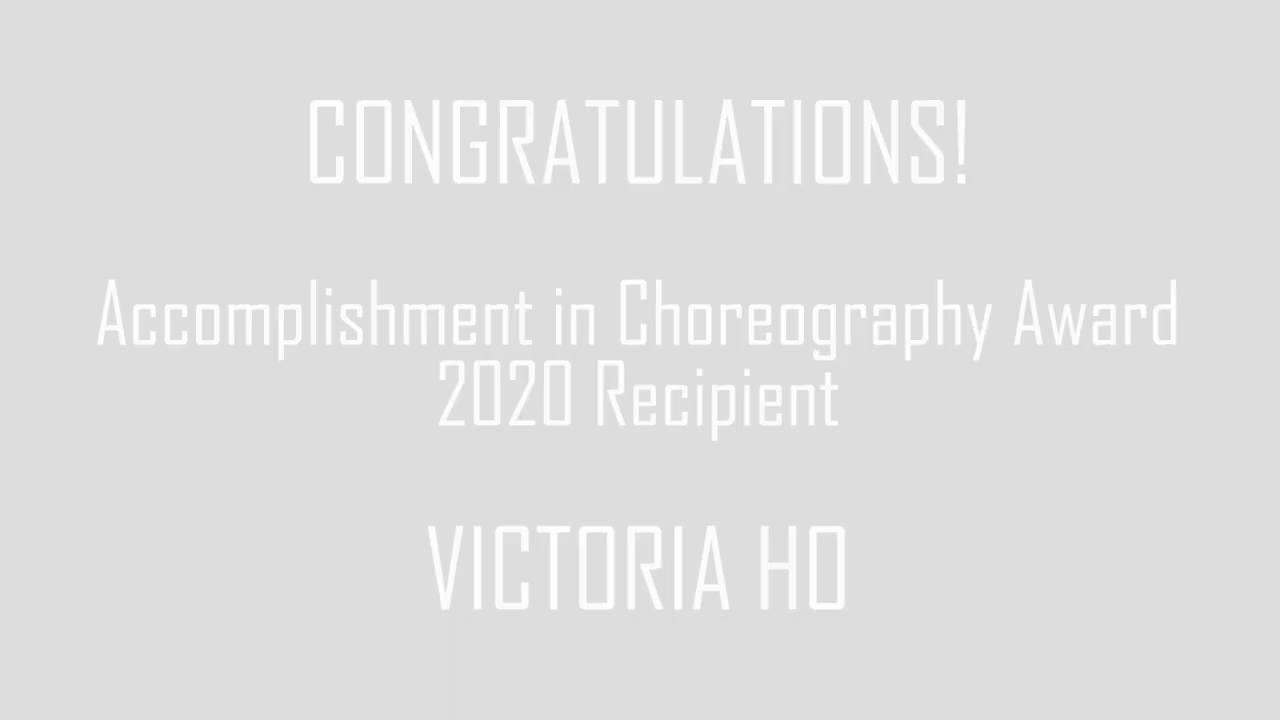 CONGRATULATIONS!
Accomplishment in Choreography Award
2020 Recipient
VICTORIA HO